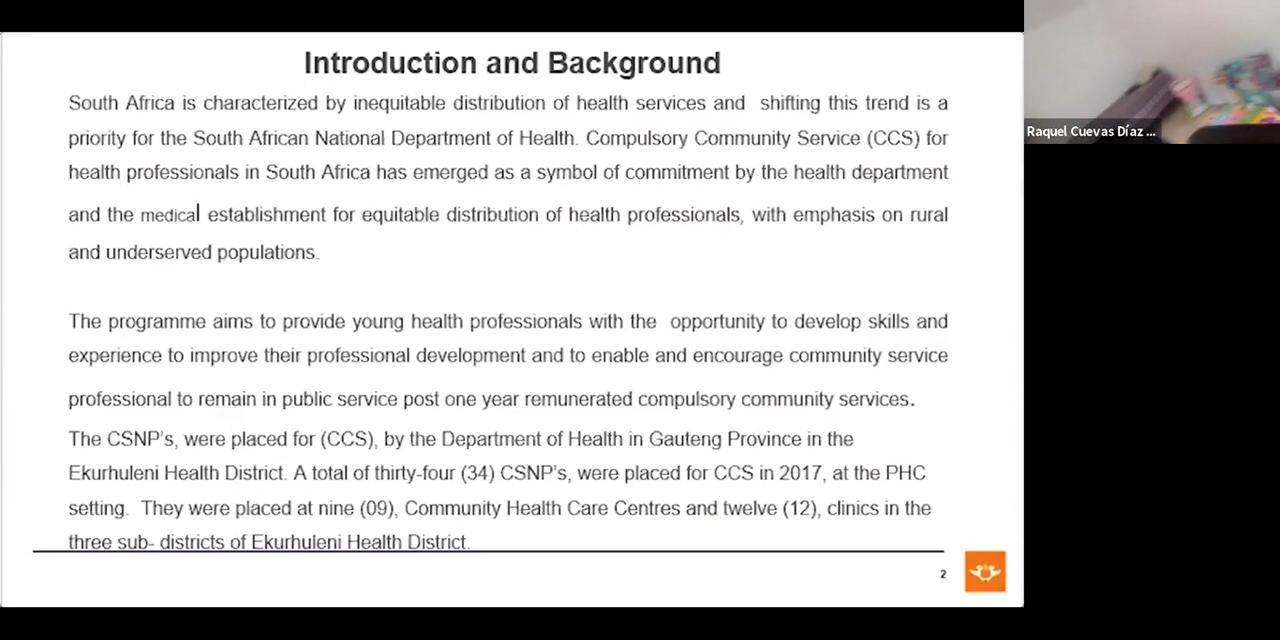 Introduction and Background
South Africa is characterized by inequitable distribution of health services and shifting this trend is a
priority for the South African National Department of Health. Compulsory Community Service (CCS) for
health professionals in South Africa has emerged as a symbol of commitment by the health department
and the medical establishment for equitable distribution of health professionals, with emphasis on rural
and underserved populations.
The programme aims to provide young health professionals with the opportunity to develop skills and
experience to improve their professional development and to enable and encourage community service
professional to remain in public service post one year remunerated compulsory community services.
The CSNP's, were placed for (CCS), by the Department of Health in Gauteng Province in the
Ekurhuleni Health District. A total of thirty-four (34) CSNP's, were placed for CCS in 2017, at the PHC
setting. They were placed at nine (09), Community Health Care Centres and twelve (12), clinics in the
three sub- districts of Ekurhuleni Health District.
2
Raquel Cuevas Díaz ...